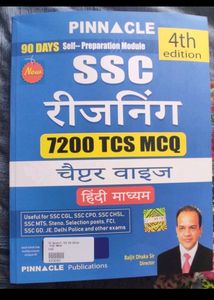 PINNACLE
90 DAYS Self-Preparation Module
4th
edition
New
SSC
रीजनिंग
7200 TCS MCQ
चैप्टर वाइज
हिंदी माध्यम
Useful for SSC CGL, SSC CPO, SSC CHSL,
SSC MTS, Steno, Selection posts, FCI,
SSC GD, JE, Delhi Police and other exams
Baljit Dhaka Sir
Director
PINNACLE Publications